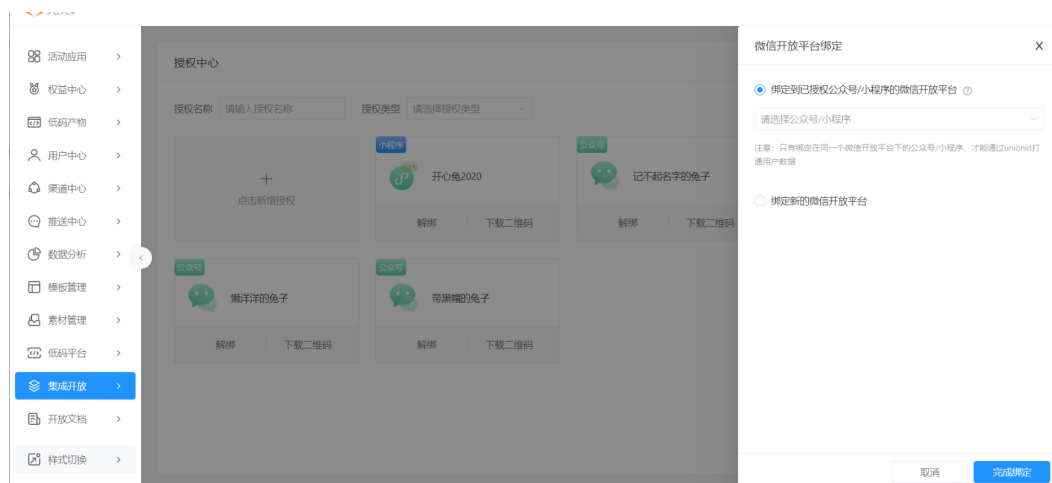 活动应用
权益中心
低码产物
用户中心
渠道中心
推送中心
数据分析
模板管理
素材管理
低码平台
集成开放
开放文档
样式切换
授权中心
授权名称 请输入授权名称 授权类型 请选择授权类型
点击新增授权
小程序
开心兔2020
解绑 下载二维码
公众号
记不起名字的兔子
解绑 下载二维码
公众号
懒洋洋的兔子
解绑 下载二维码
公众号
带黑帽的兔子
解绑 下载二维码
微信开放平台绑定 X
绑定到已授权公众号/小程序的微信开放平台
请选择公众号/小程序
注意：只有绑定在同一个微信开放平台下的公众号/小程序，才能通过unionid打
通用户数据
绑定新的微信开放平台
取消 完成绑定